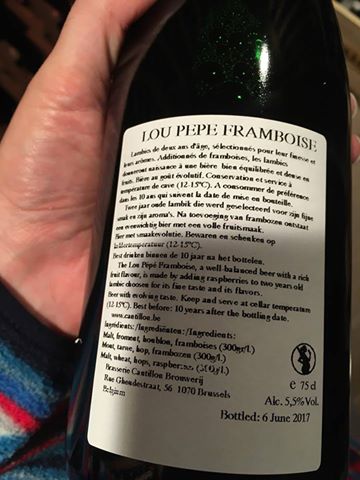 LOU PEPE FRAMBOISE
Lambics de deux ans d'âge, sélectionnés pour leur finesse et
leurs arômes. Additionnés de framboises, les lambics
donneront naissance à une bière bien équilibrée et dense en
fruits. Bière au goût évolutif. Conservation et service à
température de cave (12-15°C). A consommer de préférence
dans les 10 ans qui suivent la date de mise en bouteille.
Twee jaar oude lambik die werd geselecteerd voor zijn fijne
smaak en zijn aroma's. Na toevoeging van frambozen ontstaat
een evenwichtig bier met een volle fruitsmaak.
Bier met smaakevolutie. Bewaren en schenken op
keldertemperatuur (12-15°C).
Best drinken binnen de 10 jaar na het bottelen.
The Lou Pépé Framboise, a well-balanced beer with a rich
fruit flavour, is made by adding raspberries to two years old
lambic choosen for its fine taste and its flavors.
Beer with evolving taste. Keep and serve at cellar temperature
(12-15°C). Best before: 10 years after the bottling date.
www.cantillon.be
Ingrédients:/Ingrediënten:/Ingredients:
Malt, froment, houblon, framboises (300gr/L)
Mout, tarwe, hop, frambozen (300g/L)
Malt, wheat, hops, raspberries (300g/L)
Brasserie Cantillon Brouwerij
Rue Gheudestraat, 56 1070 Brussels
Belgium
e 75 cl
Alc. 5,5% Vol.
Bottled: 6 June 2017